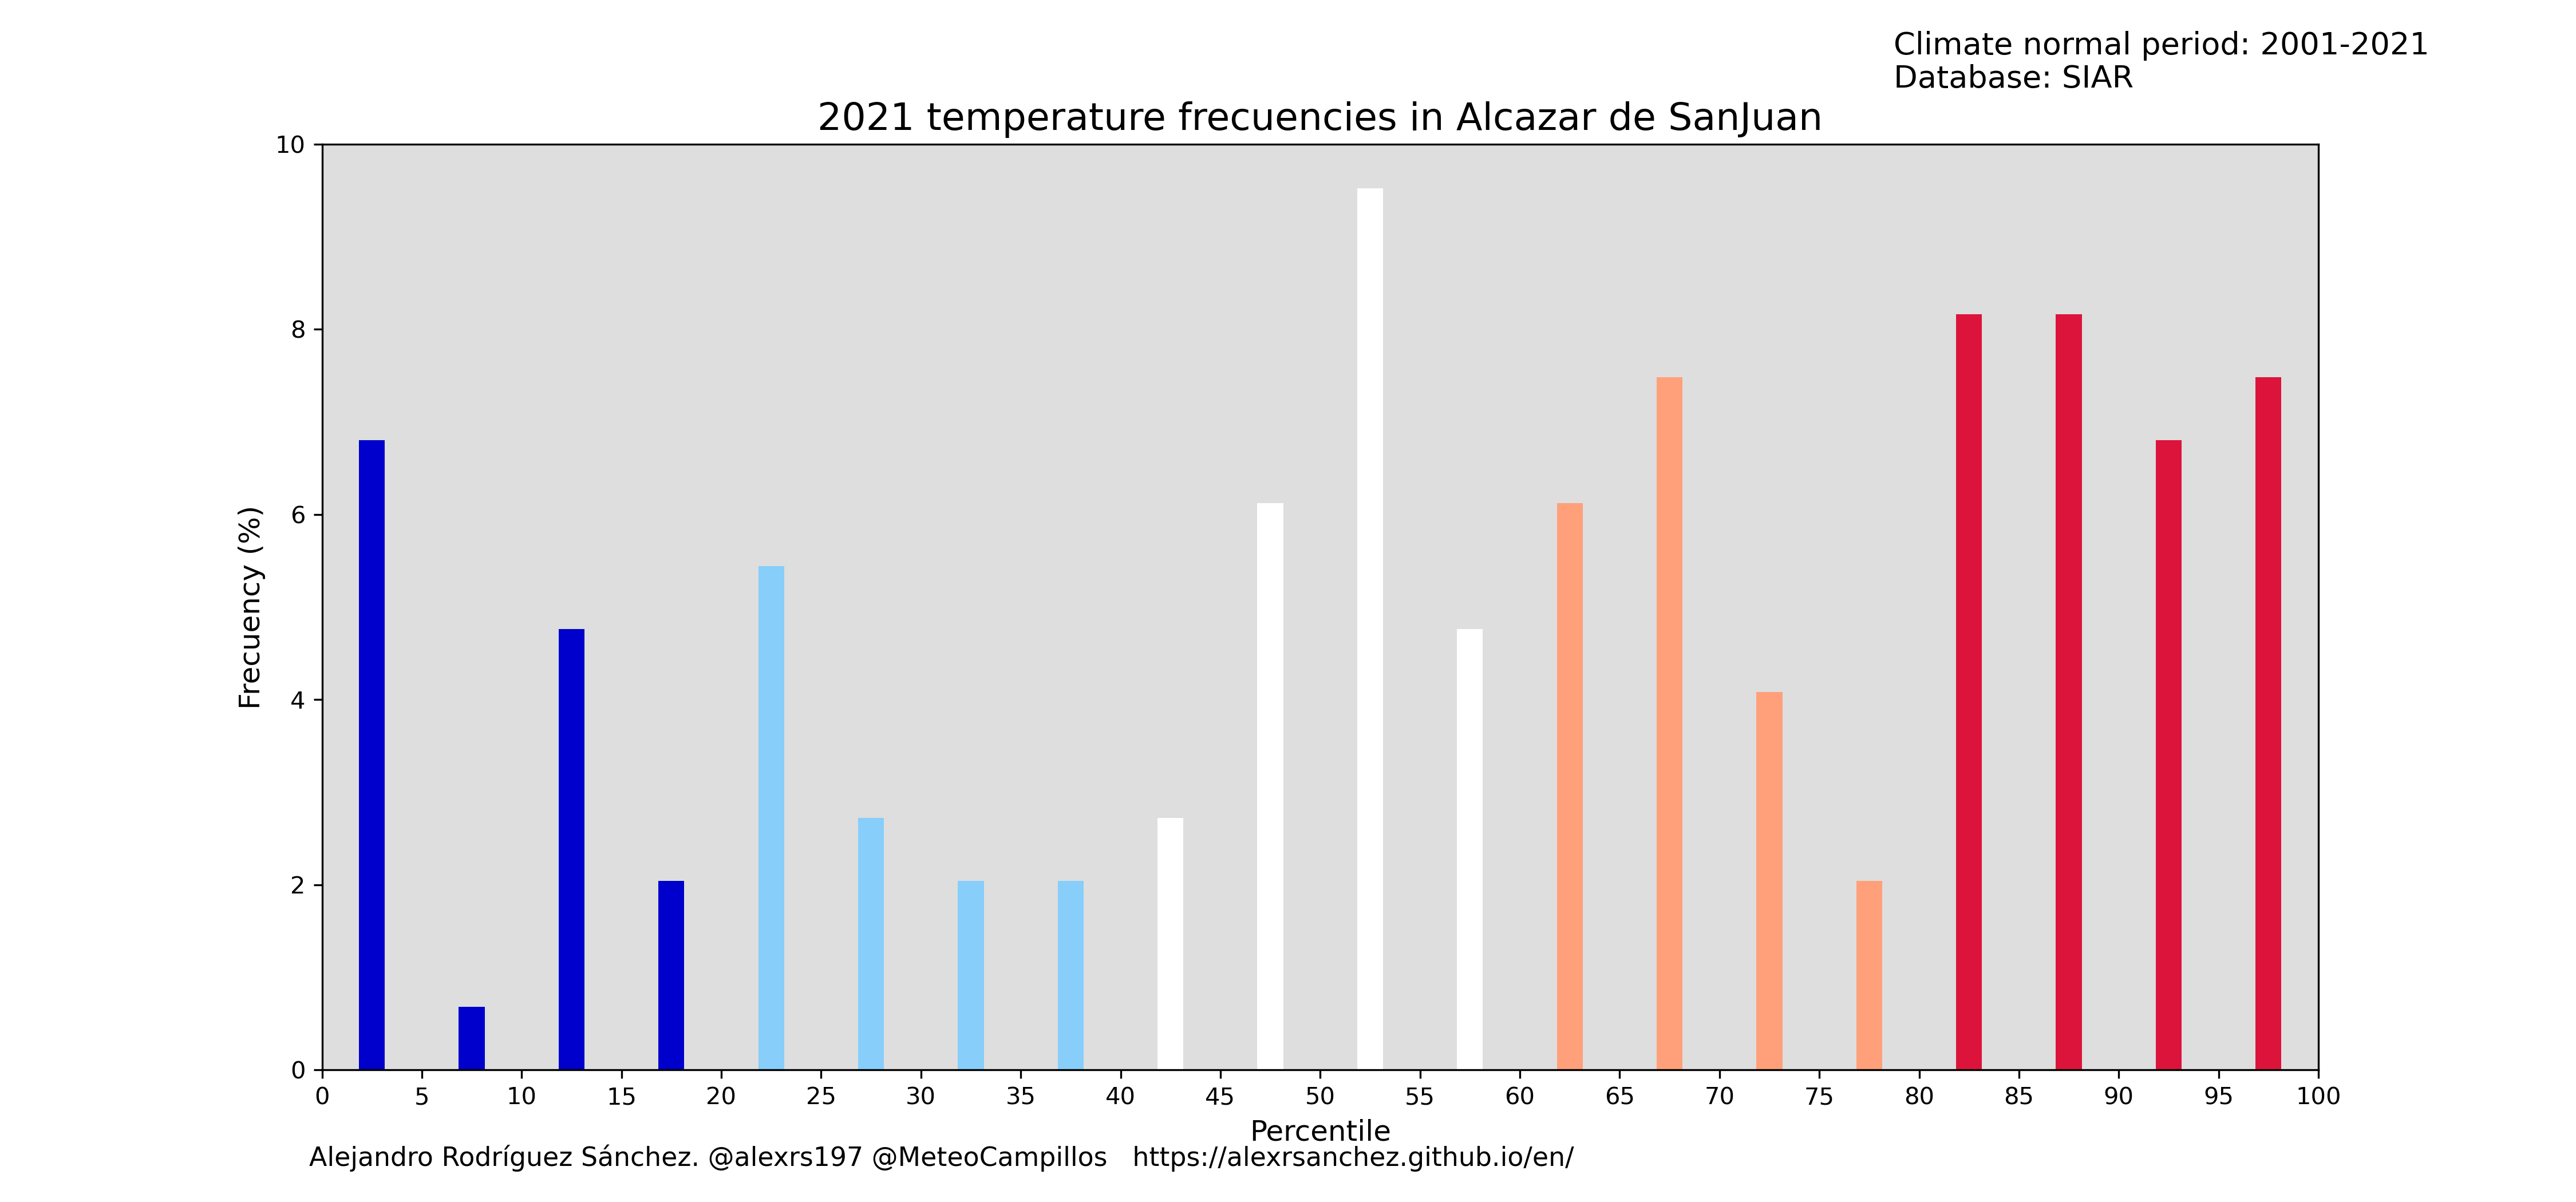 Climate normal period: 2001-2021
Database: SIAR
2021 temperature frecuencies in Alcazar de SanJuan
10
8
6
4
2
0
Frecuency (%)
0 5 10 15 20 25 30 35 40 45 50 55 60 65 70 75 80 85 90 95 100
Percentile
Alejandro Rodríguez Sánchez. @alexrs197 @MeteoCampillos https://alexrsanchez.github.io/en/